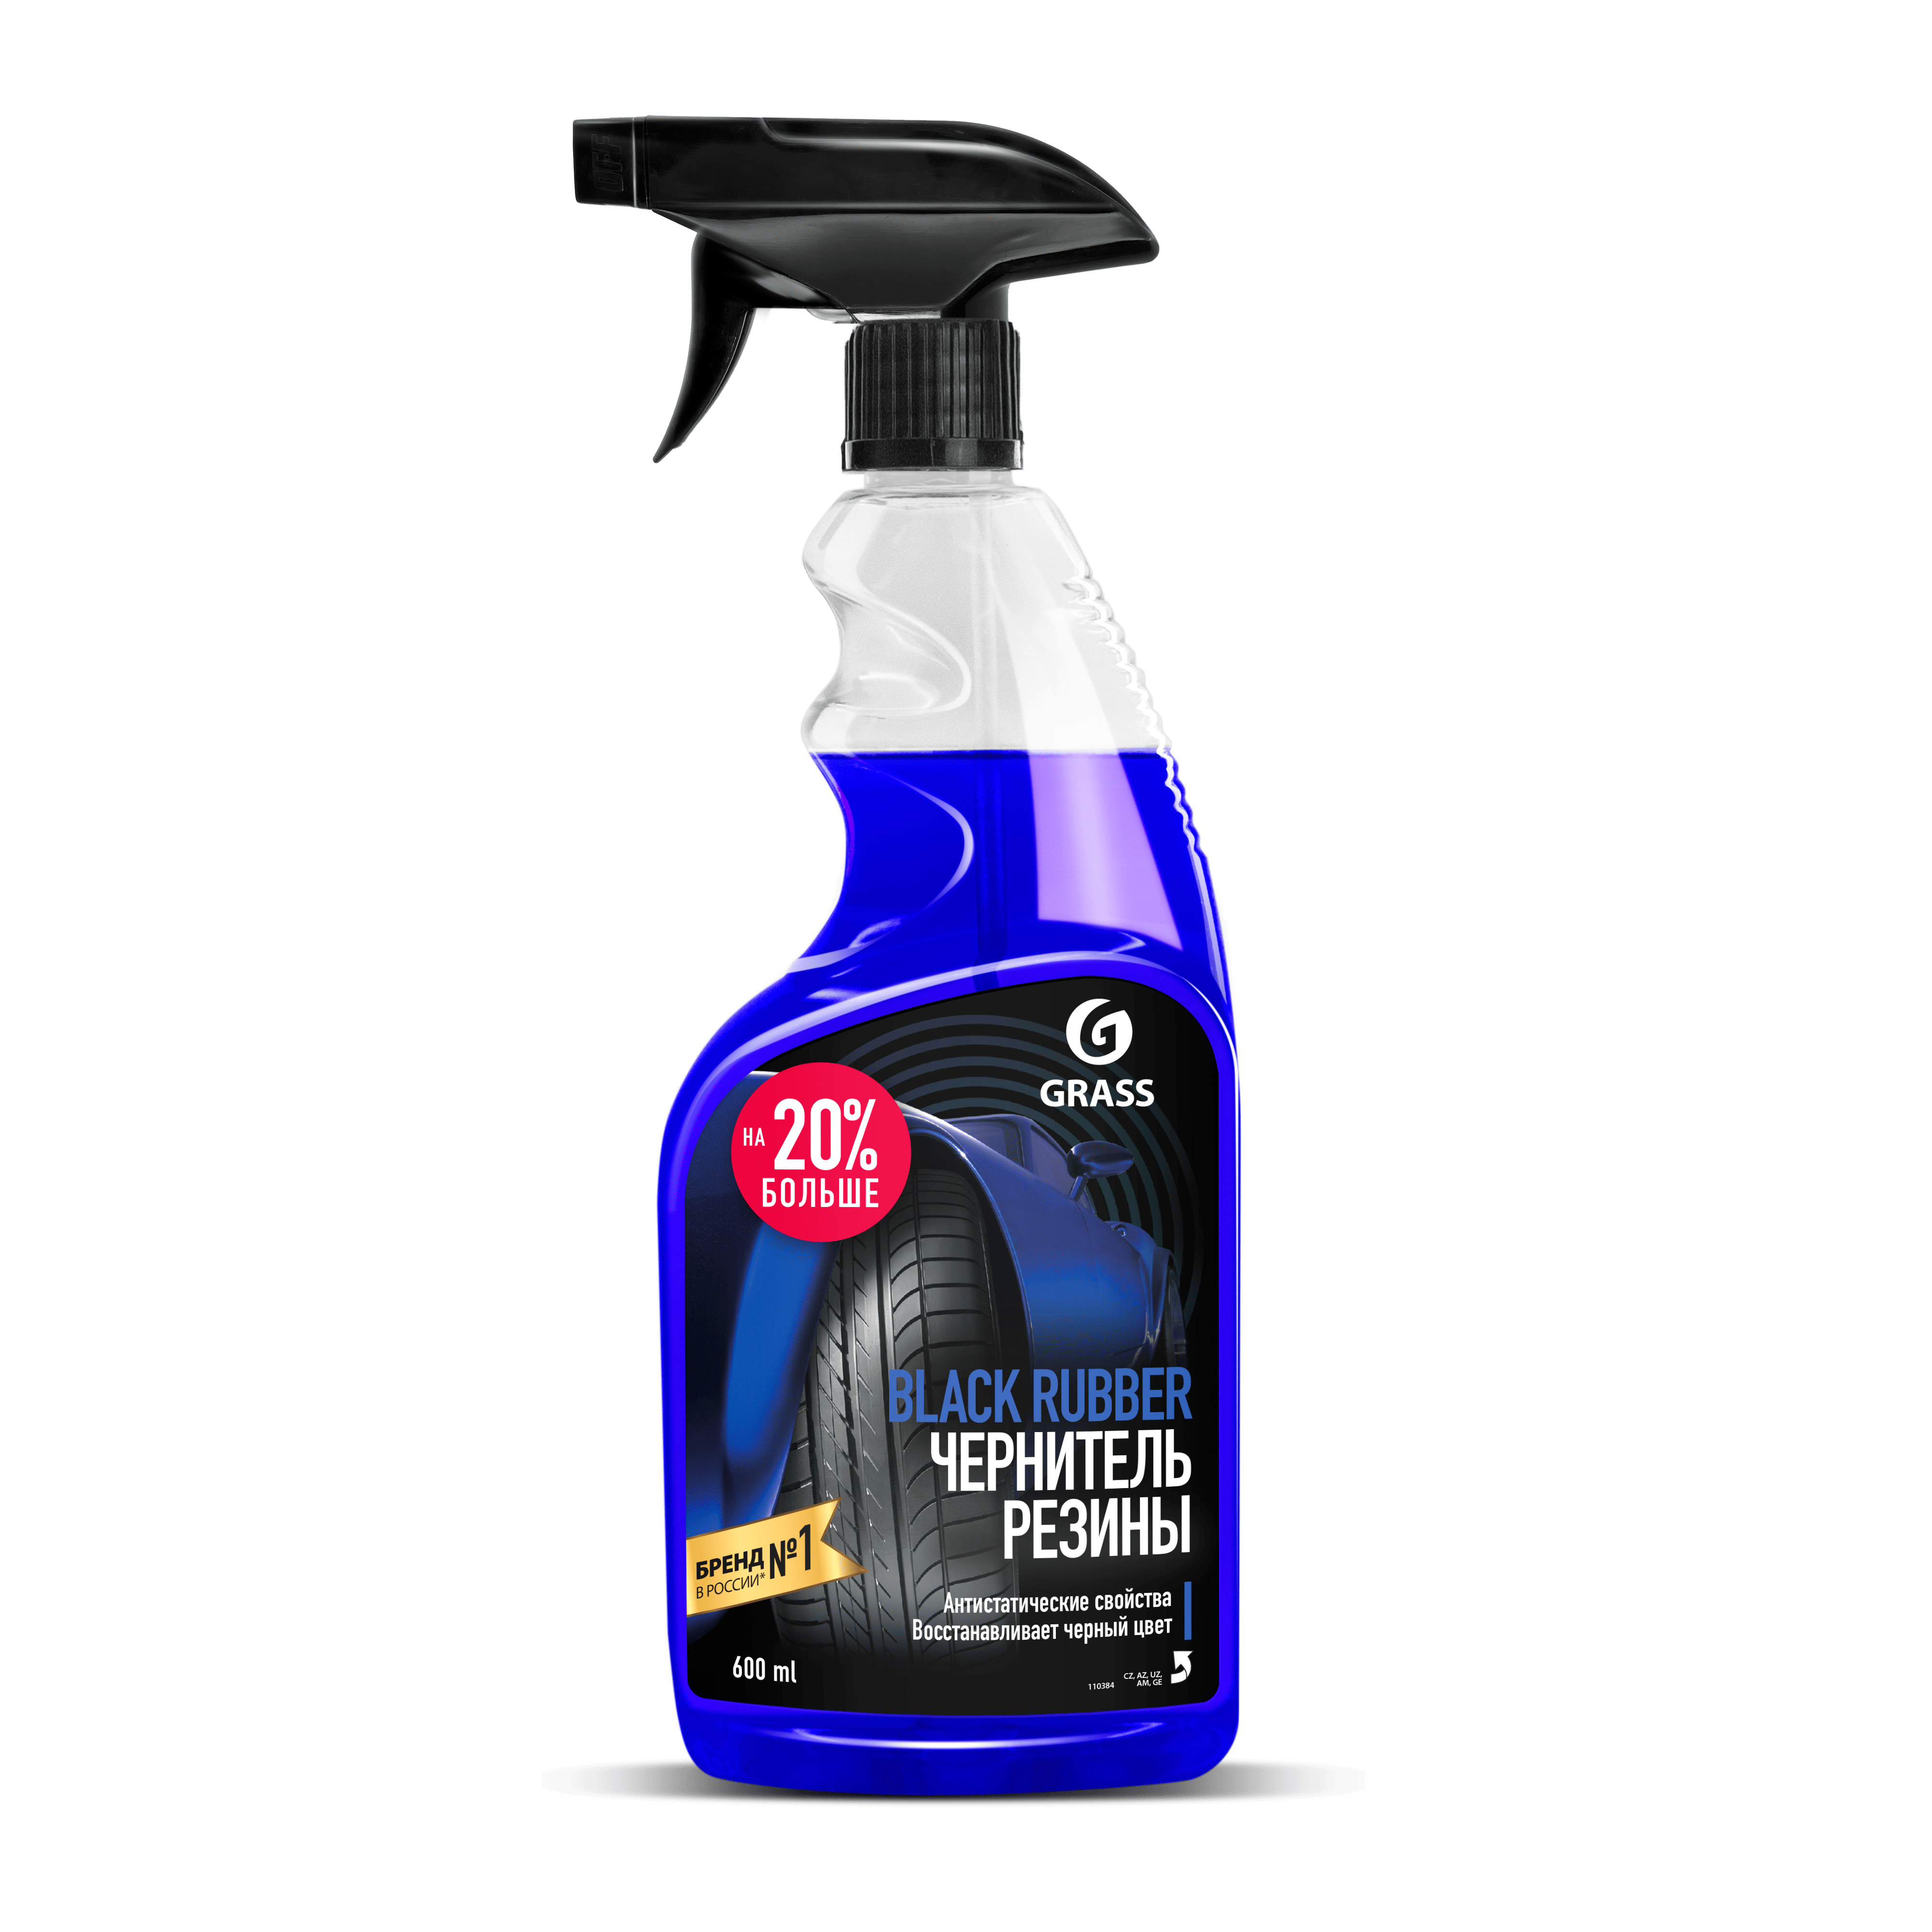 OFF
GRASS
НА 20%
БОЛЬШЕ
BLACK RUBBER
ЧЕРНИТЕЛЬ
РЕЗИНЫ
БРЕНД №1
В РОССИИ*
Антистатические свойства
Восстанавливает черный цвет
600 ml
CZ, AZ, UZ,
110384 AM, GE